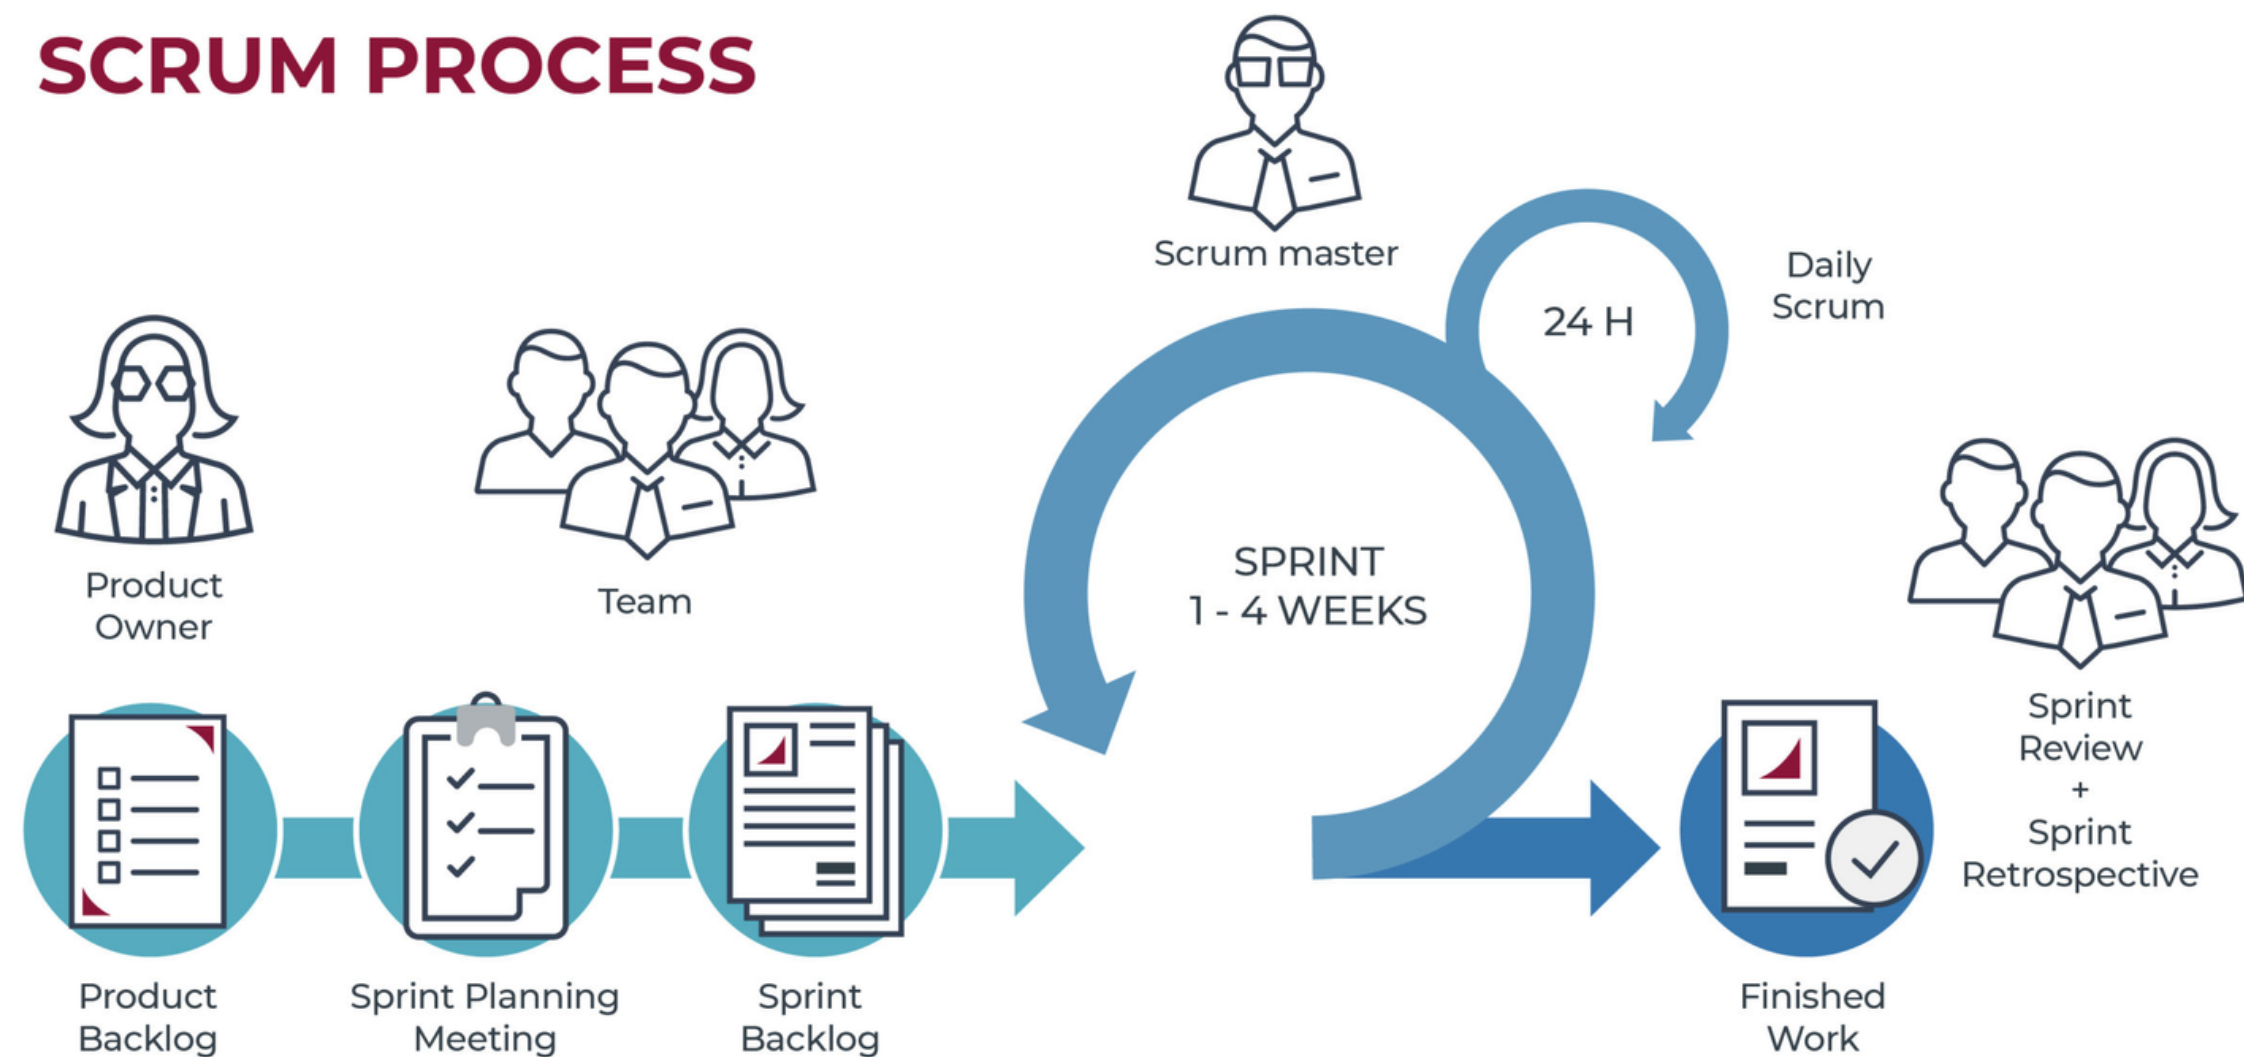 SCRUM PROCESS
Scrum master
Daily
Scrum
24 H
Product
Owner
Team
SPRINT
1 - 4 WEEKS
Sprint
Review
+
Sprint
Retrospective
Product
Backlog
Sprint Planning
Meeting
Sprint
Backlog
Finished
Work